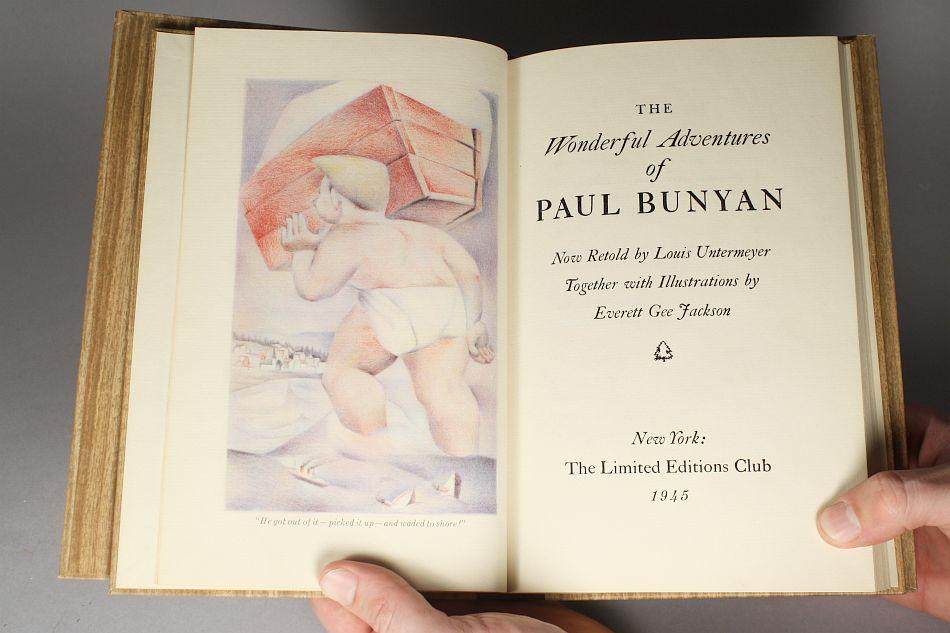 "He got out of it — picked it up — and waded to shore!"
THE
Wonderful Adventures
of
PAUL BUNYAN
Now Retold by Louis Untermeyer
Together with Illustrations by
Everett Gee Jackson
New York:
The Limited Editions Club
1945